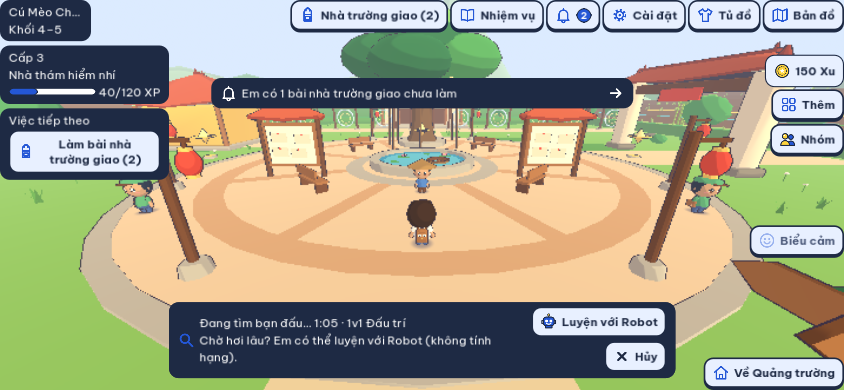 Cú Mèo Ch...
Khối 4–5
Nhà trường giao (2)
Nhiệm vụ
2
Cài đặt
Tủ đồ
Bản đồ
Cấp 3
Nhà thám hiểm nhí
40/120 XP
150 Xu
Em có 1 bài nhà trường giao chưa làm
Thêm
Việc tiếp theo
Làm bài nhà
trường giao (2)
Nhóm
Biểu cảm
Đang tìm bạn đấu... 1:05 · 1v1 Đấu trí
Chờ hơi lâu? Em có thể luyện với Robot (không tính
hạng).
Luyện với Robot
Hủy
Về Quảng trường